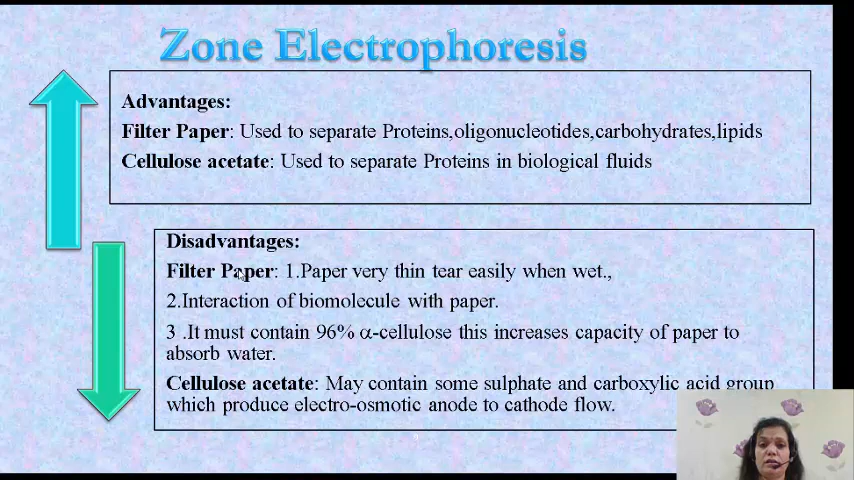 Zone Electrophoresis
Advantages:
Filter Paper: Used to separate Proteins,oligonucleotides,carbohydrates,lipids
Cellulose acetate: Used to separate Proteins in biological fluids
Disadvantages:
Filter Paper: 1.Paper very thin tear easily when wet.,
2.Interaction of biomolecule with paper.
3 .It must contain 96% α-cellulose this increases capacity of paper to
absorb water.
Cellulose acetate: May contain some sulphate and carboxylic acid group
which produce electro-osmotic anode to cathode flow.